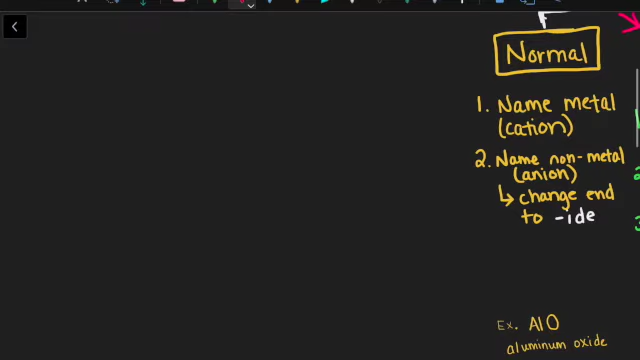 Normal
1. Name metal
(cation)
2. Name non-metal
(anion)
↳ change end
to -ide
Ex. AlO
aluminum oxide